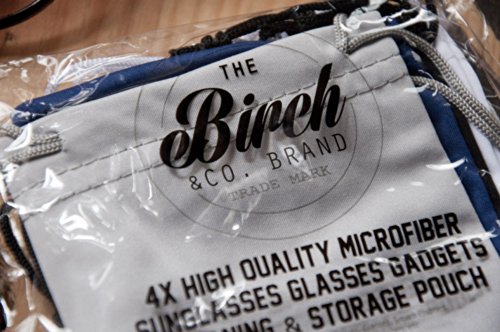 THE
Birch
&CO. BRAND
TRADE MARK
4X HIGH QUALITY MICROFIBER
SUNGLASSES GLASSES GADGETS
& STORAGE POUCH